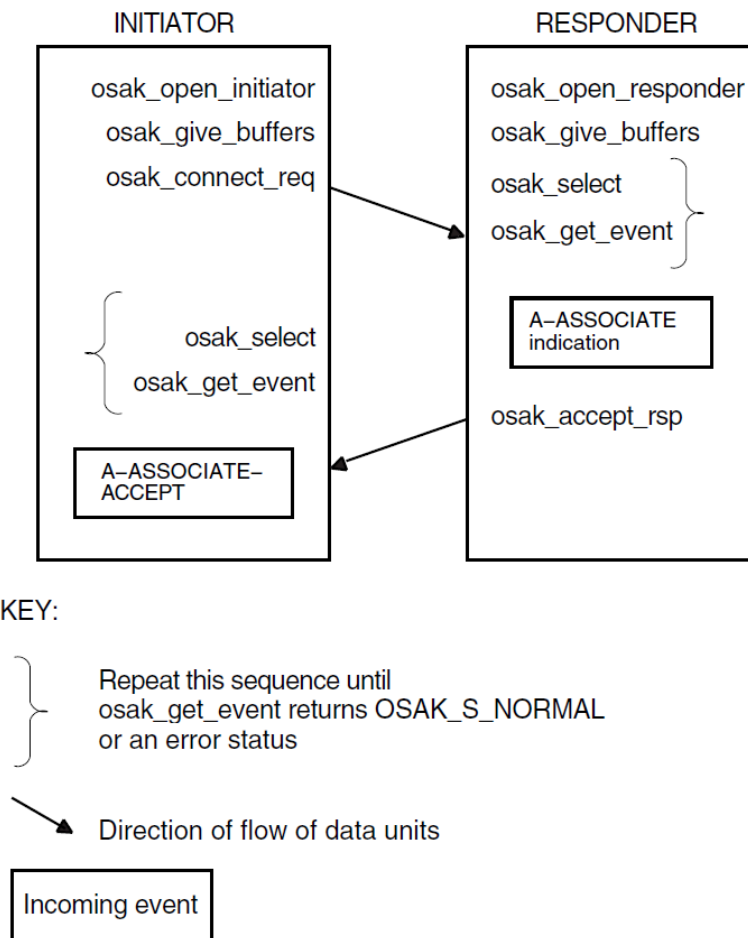 INITIATOR
osak_open_initiator
osak_give_buffers
osak_connect_req
osak_select
osak_get_event
A–ASSOCIATE–
ACCEPT
RESPONDER
osak_open_responder
osak_give_buffers
osak_select
osak_get_event
A–ASSOCIATE
indication
osak_accept_rsp
KEY:
Repeat this sequence until
osak_get_event returns OSAK_S_NORMAL
or an error status
Direction of flow of data units
Incoming event